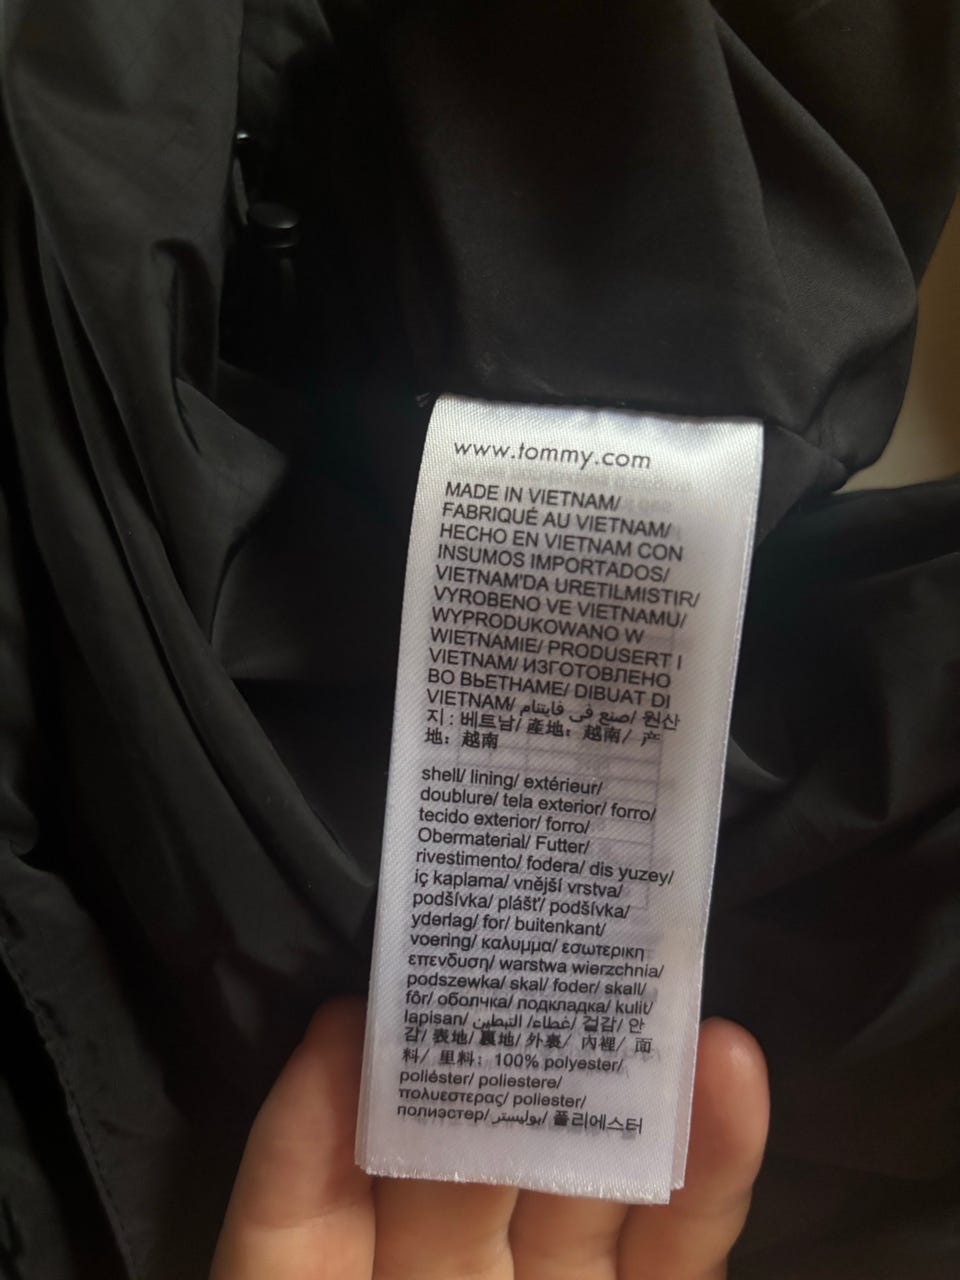 www.tommy.com
MADE IN VIETNAM/
FABRIQUÉ AU VIETNAM/
HECHO EN VIETNAM CON
INSUMOS IMPORTADOS/
VIETNAM'DA URETILMISTIR/
VYROBENO VE VIETNAMU/
WYPRODUKOWANO W
WIETNAMIE/ PRODUSERT I
VIETNAM/ ИЗГОТОВЛЕНО
ВО ВЬЕТНАМЕ/ DIBUAT DI
VIETNAM/ صنع في فايتنام/ 원산
지 : 베트남/ 產地：越南/ 产
地：越南
shell/ lining/ extérieur/
doublure/ tela exterior/ forro/
tecido exterior/ forro/
Obermaterial/ Futter/
rivestimento/ fodera/ dis yuzey/
iç kaplama/ vnější vrstva/
podšívka/ plášť/ podšívka/
yderlag/ for/ buitenkant/
voering/ καλυμμα/ εσωτερικη
επενδυση/ warstwa wierzchnia/
podszewka/ skal/ foder/ skall/
fôr/ оболчка/ подкладка/ kulit/
lapisan/ غطاء/ التبطين/ 겉감/ 안
감/ 表地/ 裏地/ 外裹/ 內裡/ 面
料/ 里料：100% polyester/
poliéster/ poliestere/
πολυεστερας/ poliester/
полиэстер/ بوليستر/ 폴리에스터